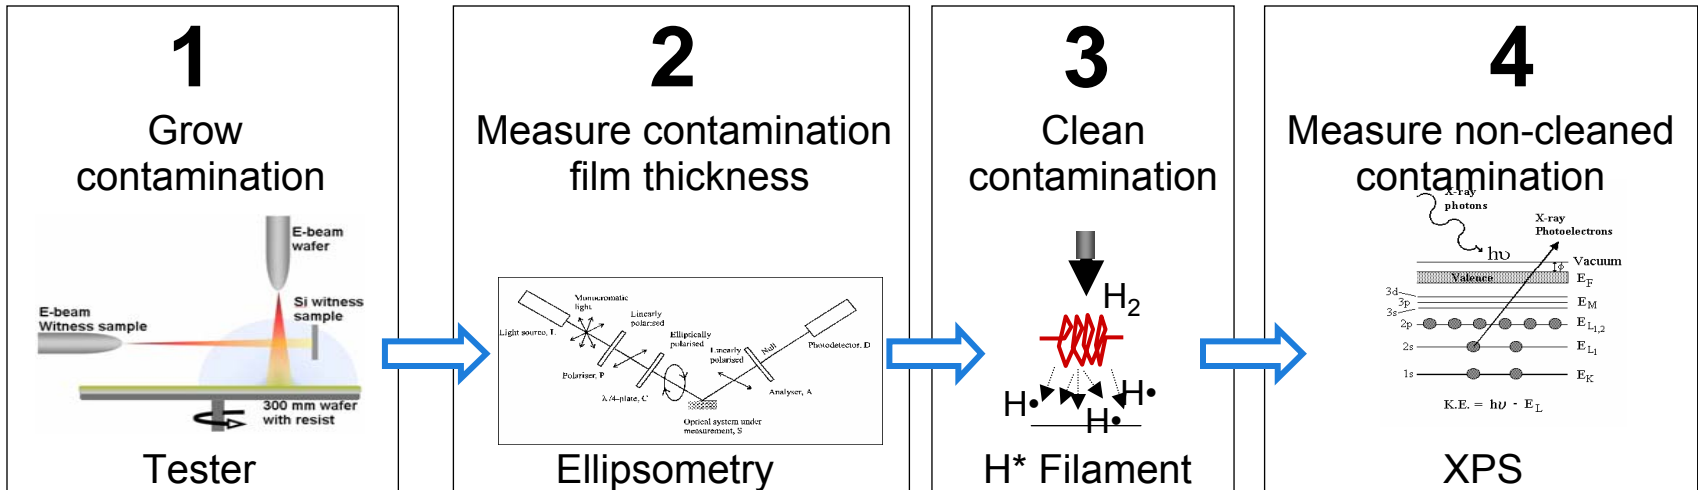 1
Grow
contamination
E-beam
wafer
Si witness
sample
E-beam
Witness sample
300 mm wafer
with resist
Tester
2
Measure contamination
film thickness
Monocromatic
light
Linearly
polarised
Elliptically
polarised
Light source, L
Linearly
polarised
Null
Photodetector, D
Polariser, P
Analyser, A
λ/4-plate, C
Optical system under
measurement, S
Ellipsometry
3
Clean
contamination
H2
H•
H•
H•
H* Filament
4
Measure non-cleaned
contamination
X-ray
photons
X-ray
Photoelectrons
hυ
Vacuum
ϕ
Valence
EF
3d
3p
3s
EM
2p
EL1,2
2s
EL1
1s
EK
K.E. = hυ - EL
XPS